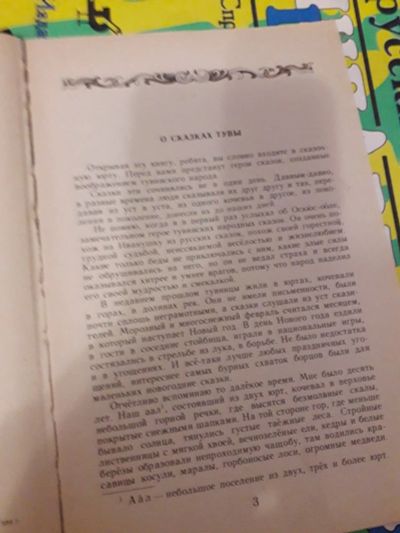 О СКАЗКАХ ТУВЫ
Открывая эту книгу, ребята, вы словно входите в сказоч-
ную юрту. Перед вами предстанут герои сказок, созданные
воображением тувинского народа.
Сказки эти сочинялись не в один день. Давным-давно,
в разные времена люди сказывали их друг другу и так, пере-
давая из уст в уста, из одного кочевья в другое, из поко-
ления в поколение, донесли их до наших дней.
Не помню, когда я в первый раз услыхал об Оскюс-ооле,
замечательном герое тувинских народных сказок. Он очень по-
хож на Иванушку из русских сказок, похож своей горестной,
трудной судьбой, неиссякаемой весёлостью и жизнелюбием.
Какие только беды не приключались с ним, какие злые силы
не обрушивались на него, но он не ведал страха и всегда
оказывался хитрее и умнее врагов, потому что народ наделил
его своей мудростью и смекалкой.
В недавнем прошлом тувинцы жили в юртах, кочевали
в горах, в долинах рек. Они не имели письменности, были
почти сплошь неграмотными, а сказки слушали из уст скази-
телей. Морозный и многоснежный февраль считался месяцем,
в который наступает Новый год. В день Нового года ездили
в гости в соседние стойбища, играли в национальные игры,
состязались в стрельбе из лука, в борьбе. Не было недостатка
и в угощениях. И всё-таки лучше любых праздничных уго-
щений, интереснее самых бурных схваток борцов были для
маленьких новогодние сказки.
Отчётливо вспоминаю то далёкое время. Мне было десять
лет. Наш аал¹, состоявший из двух юрт, кочевал в верховье
небольшой горной речки, где высятся безмолвные скалы,
покрытые снежными шапками. На той стороне гор, где меньше
бывало солнца, тянулись густые таёжные леса. Стройные
лиственницы с мягкой хвоей, вечнозелёные ели, кедры и белые
берёзы образовали непроходимую чащобу, там водились кра-
савицы косули, маралы, горбоносые лоси, огромные медведи.
¹ Аáл — небольшое поселение из двух, трёх и более юрт.
3